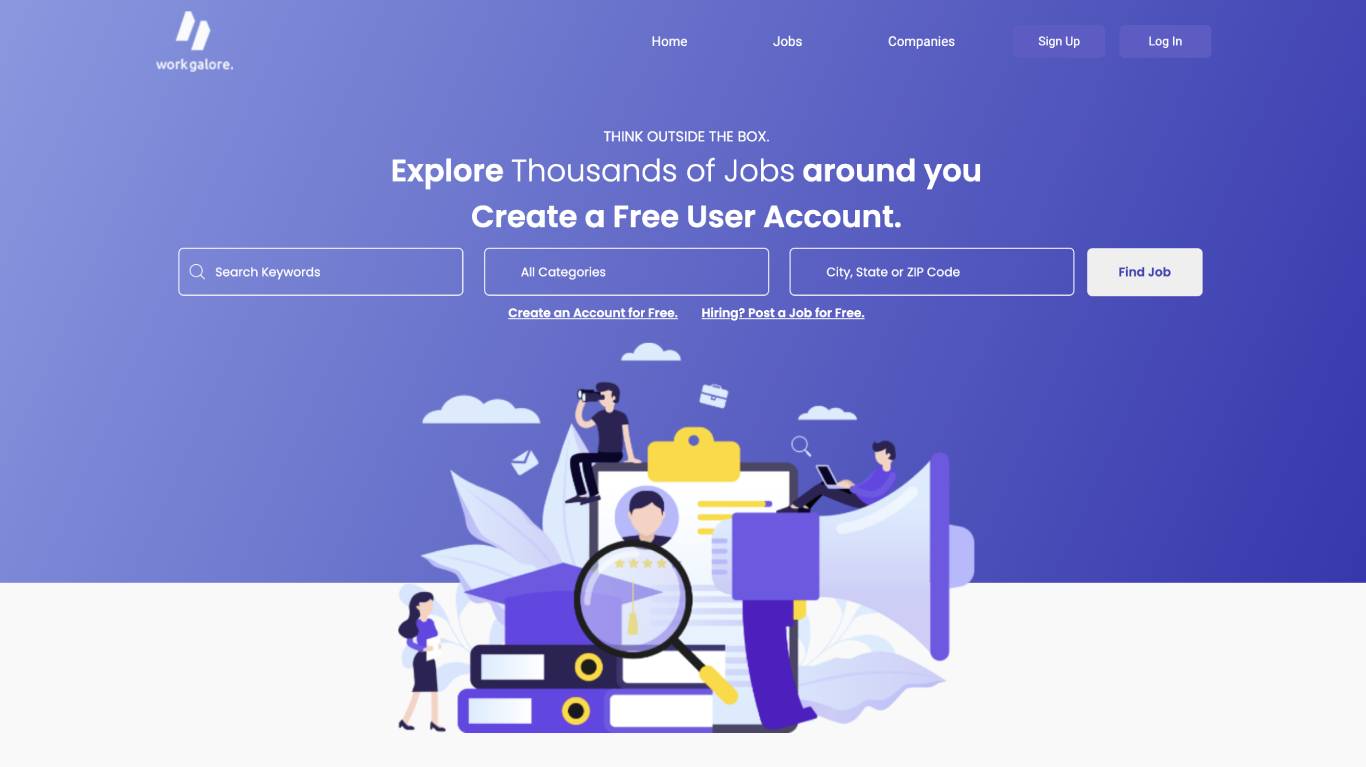 workgalore.
Home
Jobs
Companies
Sign Up
Log In
THINK OUTSIDE THE BOX.
Explore Thousands of Jobs around you
Create a Free User Account.
Search Keywords
All Categories
City, State or ZIP Code
Find Job
Create an Account for Free.
Hiring? Post a Job for Free.